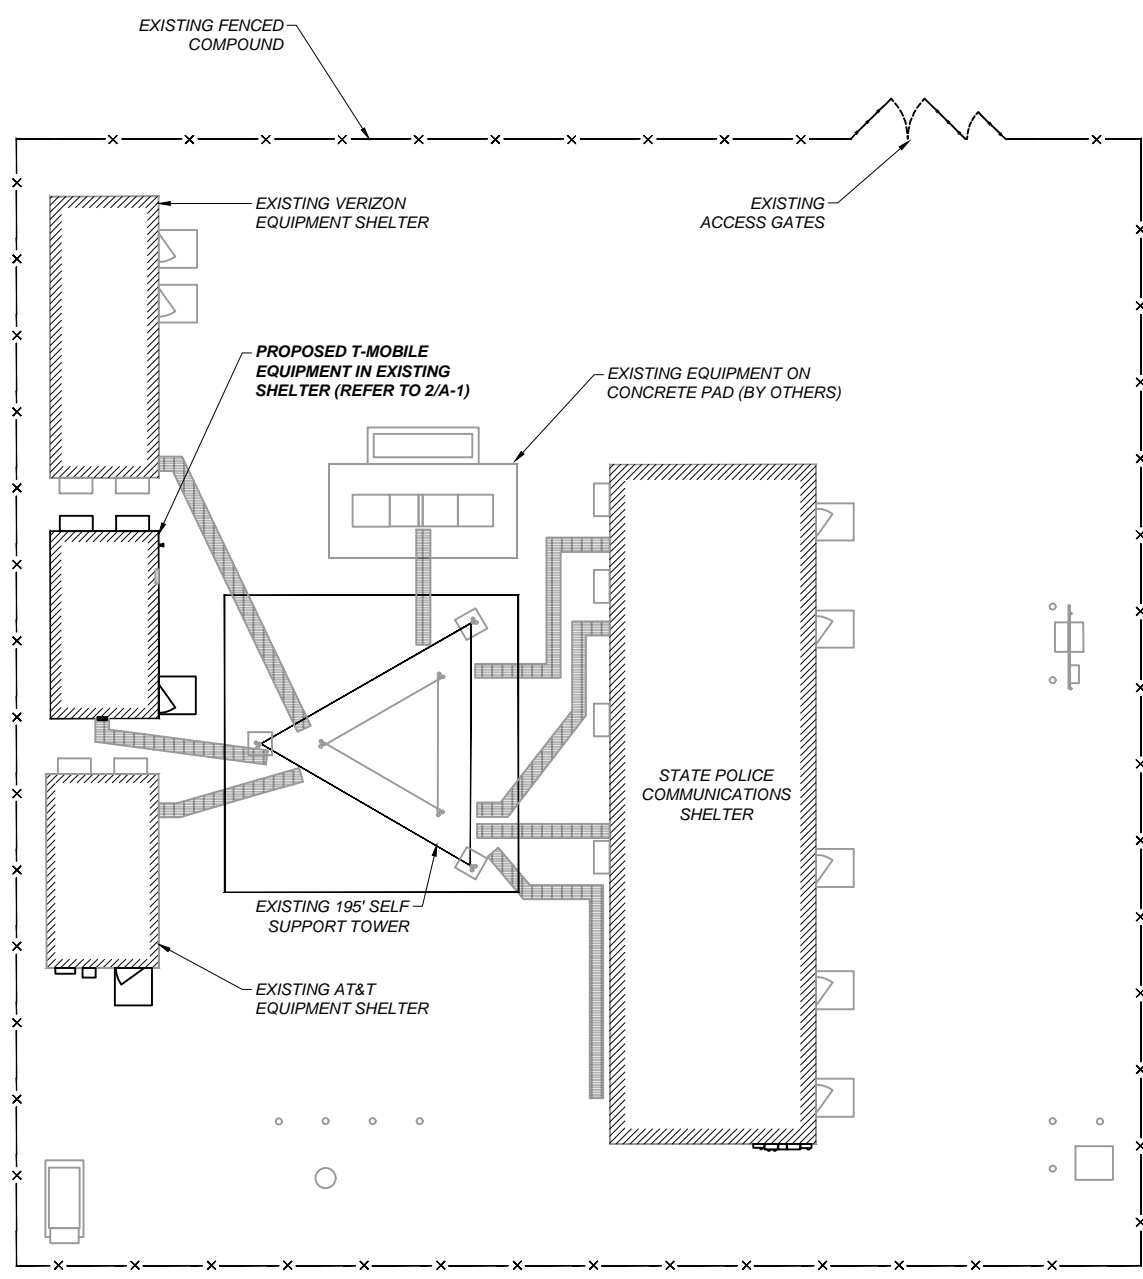 EXISTING FENCED
COMPOUND
EXISTING VERIZON
EQUIPMENT SHELTER
EXISTING
ACCESS GATES
PROPOSED T-MOBILE
EQUIPMENT IN EXISTING
SHELTER (REFER TO 2/A-1)
EXISTING EQUIPMENT ON
CONCRETE PAD (BY OTHERS)
STATE POLICE
COMMUNICATIONS
SHELTER
EXISTING 195' SELF
SUPPORT TOWER
EXISTING AT&T
EQUIPMENT SHELTER